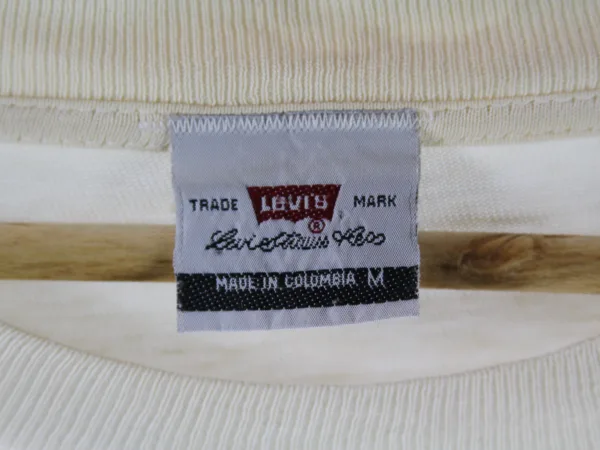 TRADE LEVI'S ® MARK
Levi Strauss & Co
MADE IN COLOMBIA M